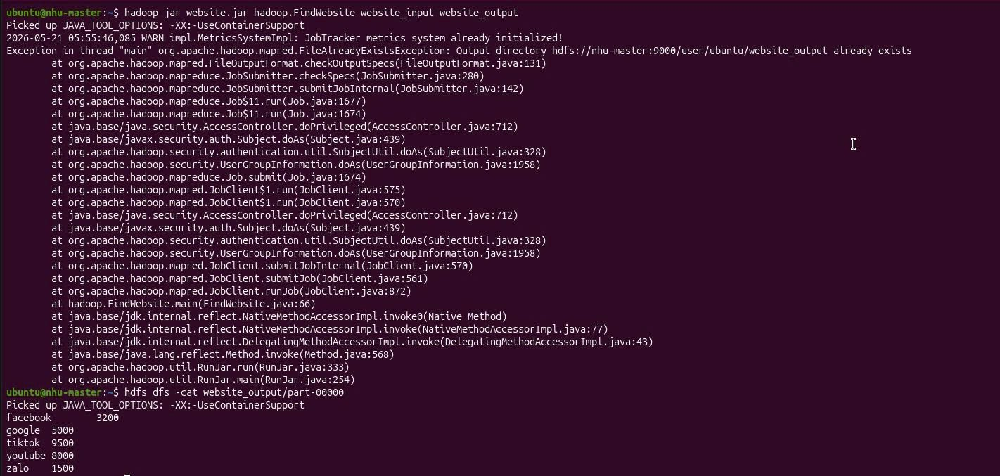 ubuntu@nhu-master:~$ hadoop jar website.jar hadoop.FindWebsite website_input website_output
Picked up JAVA_TOOL_OPTIONS: -XX:-UseContainerSupport
2026-05-21 05:55:46,085 WARN impl.MetricsSystemImpl: JobTracker metrics system already initialized!
Exception in thread "main" org.apache.hadoop.mapred.FileAlreadyExistsException: Output directory hdfs://nhu-master:9000/user/ubuntu/website_output already exists
        at org.apache.hadoop.mapred.FileOutputFormat.checkOutputSpecs(FileOutputFormat.java:131)
        at org.apache.hadoop.mapreduce.JobSubmitter.checkSpecs(JobSubmitter.java:280)
        at org.apache.hadoop.mapreduce.JobSubmitter.submitJobInternal(JobSubmitter.java:142)
        at org.apache.hadoop.mapreduce.Job$11.run(Job.java:1677)
        at org.apache.hadoop.mapreduce.Job$11.run(Job.java:1674)
        at java.base/java.security.AccessController.doPrivileged(AccessController.java:712)
        at java.base/javax.security.auth.Subject.doAs(Subject.java:439)
        at org.apache.hadoop.security.authentication.util.SubjectUtil.doAs(SubjectUtil.java:328)
        at org.apache.hadoop.security.UserGroupInformation.doAs(UserGroupInformation.java:1958)
        at org.apache.hadoop.mapreduce.Job.submit(Job.java:1674)
        at org.apache.hadoop.mapred.JobClient$1.run(JobClient.java:575)
        at org.apache.hadoop.mapred.JobClient$1.run(JobClient.java:570)
        at java.base/java.security.AccessController.doPrivileged(AccessController.java:712)
        at java.base/javax.security.auth.Subject.doAs(Subject.java:439)
        at org.apache.hadoop.security.authentication.util.SubjectUtil.doAs(SubjectUtil.java:328)
        at org.apache.hadoop.security.UserGroupInformation.doAs(UserGroupInformation.java:1958)
        at org.apache.hadoop.mapred.JobClient.submitJobInternal(JobClient.java:570)
        at org.apache.hadoop.mapred.JobClient.submitJob(JobClient.java:561)
        at org.apache.hadoop.mapred.JobClient.runJob(JobClient.java:872)
        at hadoop.FindWebsite.main(FindWebsite.java:66)
        at java.base/jdk.internal.reflect.NativeMethodAccessorImpl.invoke0(Native Method)
        at java.base/jdk.internal.reflect.NativeMethodAccessorImpl.invoke(NativeMethodAccessorImpl.java:77)
        at java.base/jdk.internal.reflect.DelegatingMethodAccessorImpl.invoke(DelegatingMethodAccessorImpl.java:43)
        at java.base/java.lang.reflect.Method.invoke(Method.java:568)
        at org.apache.hadoop.util.RunJar.run(RunJar.java:333)
        at org.apache.hadoop.util.RunJar.main(RunJar.java:254)
ubuntu@nhu-master:~$ hdfs dfs -cat website_output/part-00000
Picked up JAVA_TOOL_OPTIONS: -XX:-UseContainerSupport
facebook        3200
google  5000
tiktok  9500
youtube 8000
zalo    1500